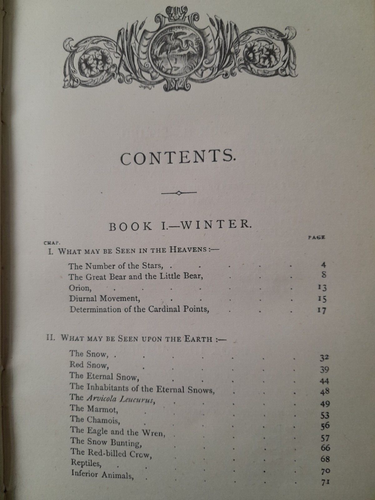 CONTENTS.
BOOK I.—WINTER.
CHAP. PAGE
I. WHAT MAY BE SEEN IN THE HEAVENS:—
The Number of the Stars, . . . . 4
The Great Bear and the Little Bear, . . . . 8
Orion, . . . . . 13
Diurnal Movement, . . . . . 15
Determination of the Cardinal Points, . . . . 17
II. WHAT MAY BE SEEN UPON THE EARTH:—
The Snow, . . . . . 32
Red Snow, . . . . . 39
The Eternal Snow, . . . . . 44
The Inhabitants of the Eternal Snows, . . . . 48
The Arvicola Leucurus, . . . . 49
The Marmot, . . . . . 53
The Chamois, . . . . . 56
The Eagle and the Wren, . . . . 57
The Snow Bunting, . . . . . 66
The Red-billed Crow, . . . . 68
Reptiles, . . . . . 70
Inferior Animals, . . . . . 71